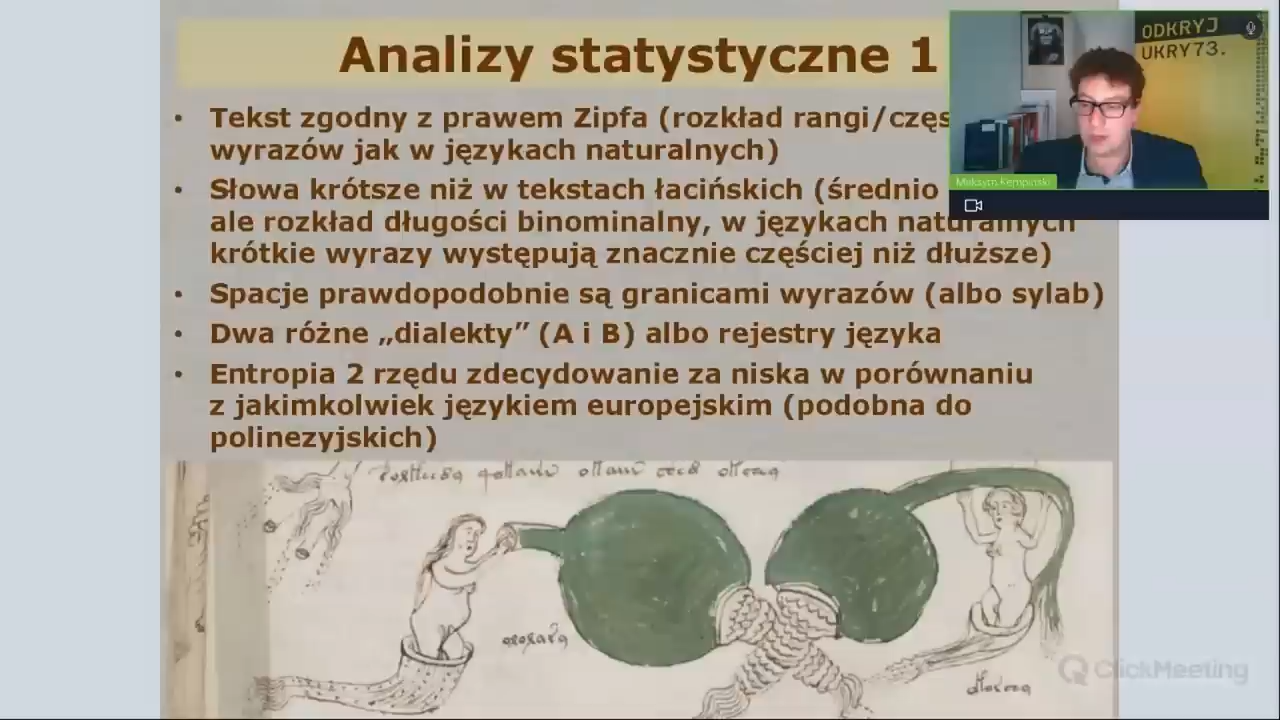 Analizy statystyczne 1
• Tekst zgodny z prawem Zipfa (rozkład rangi/częs
wyrazów jak w językach naturalnych)
• Słowa krótsze niż w tekstach łacińskich (średnio
ale rozkład długości binominalny, w językach naturalnych
krótkie wyrazy występują znacznie częściej niż dłuższe)
• Spacje prawdopodobnie są granicami wyrazów (albo sylab)
• Dwa różne „dialekty” (A i B) albo rejestry języka
• Entropia 2 rzędu zdecydowanie za niska w porównaniu
z jakimkolwiek językiem europejskim (podobna do
polinezyjskich)
ODKRYJ
UKRY73.
Maksym Kempinski
ClickMeeting